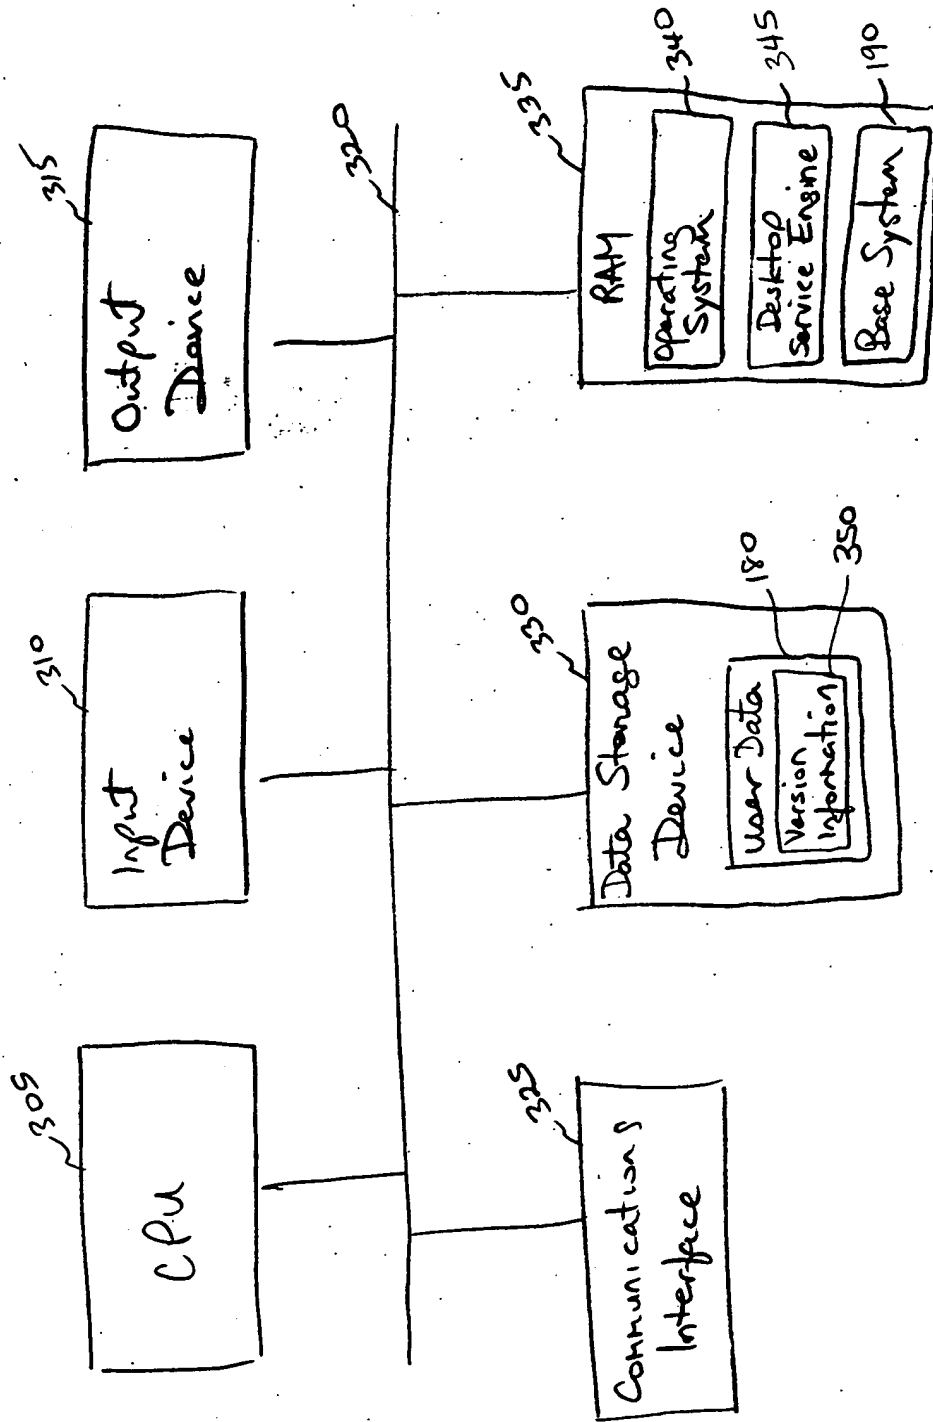 305
CPU
310
Input
Device
315
Output
Device
320
325
Communications
Interface
330
Data Storage
Device
User Data
180
Version
Information
350
335
RAM
Operating
System
340
Desktop
Service Engine
345
Base System
190